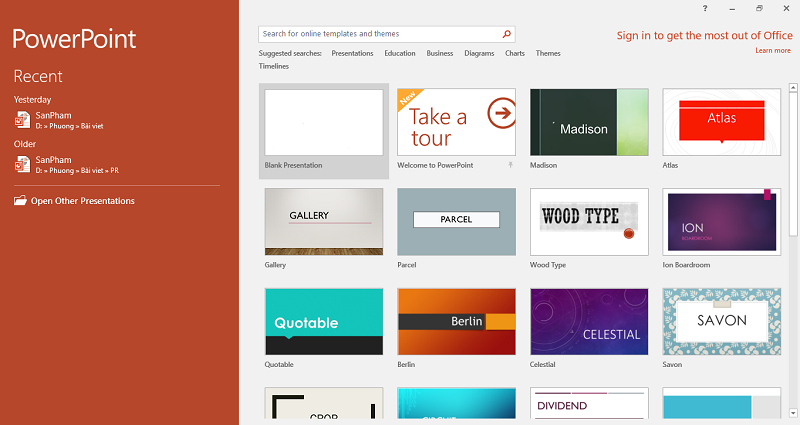 PowerPoint
Recent
Yesterday
SanPham
D: » Phuong » Bài viet
Older
SanPham
D: » Phuong » Bài viet » PR
Open Other Presentations
?
Search for online templates and themes
Suggested searches: Presentations Education Business Diagrams Charts Themes
Timelines
Sign in to get the most out of Office
Learn more
Blank Presentation
New
Take a
tour
Welcome to PowerPoint
Madison
Madison
Atlas
Atlas
GALLERY
Gallery
PARCEL
Parcel
WOOD TYPE
Wood Type
ION
BOARDROOM
Ion Boardroom
Quotable
Quotable
Berlin
Berlin
CELESTIAL
Celestial
SAVON
Savon
CROP
CIRCUIT
DIVIDEND